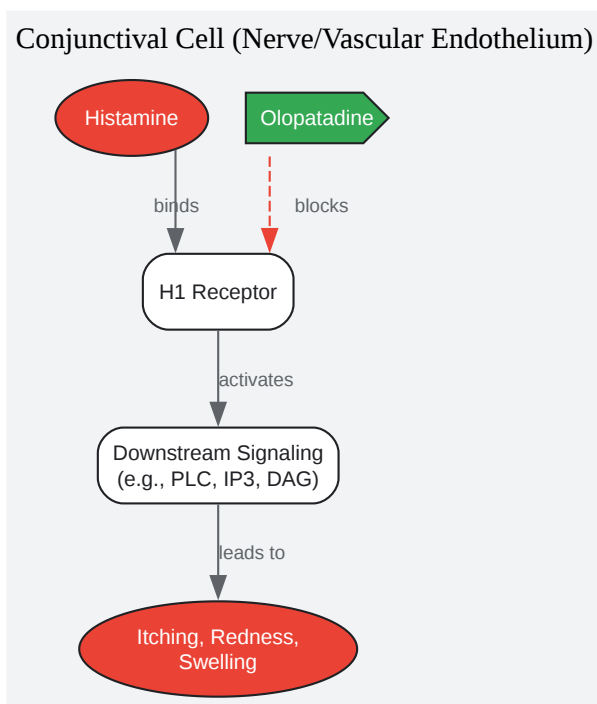 Conjunctival Cell (Nerve/Vascular Endothelium)
Histamine
Olopatadine
binds
blocks
H1 Receptor
activates
Downstream Signaling
(e.g., PLC, IP3, DAG)
leads to
Itching, Redness,
Swelling